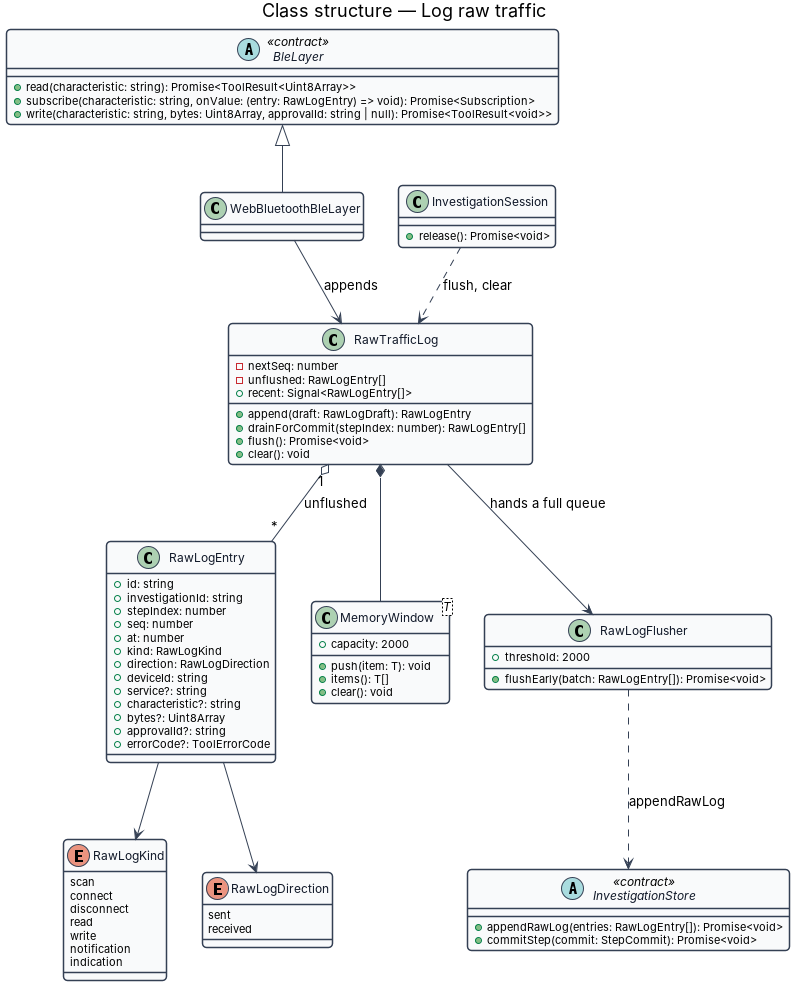 Class structure — Log raw traffic
A
«contract»
BleLayer
read(characteristic: string): Promise<ToolResult<Uint8Array>>
subscribe(characteristic: string, onValue: (entry: RawLogEntry) => void): Promise<Subscription>
write(characteristic: string, bytes: Uint8Array, approvalId: string | null): Promise<ToolResult<void>>
C WebBluetoothBleLayer
C InvestigationSession
release(): Promise<void>
appends
flush, clear
C RawTrafficLog
nextSeq: number
unflushed: RawLogEntry[]
recent: Signal<RawLogEntry[]>
append(draft: RawLogDraft): RawLogEntry
drainForCommit(stepIndex: number): RawLogEntry[]
flush(): Promise<void>
clear(): void
1
unflushed
*
hands a full queue
C RawLogEntry
id: string
investigationId: string
stepIndex: number
seq: number
at: number
kind: RawLogKind
direction: RawLogDirection
deviceId: string
service?: string
characteristic?: string
bytes?: Uint8Array
approvalId?: string
errorCode?: ToolErrorCode
C MemoryWindow
T
capacity: 2000
push(item: T): void
items(): T[]
clear(): void
C RawLogFlusher
threshold: 2000
flushEarly(batch: RawLogEntry[]): Promise<void>
appendRawLog
E RawLogKind
scan
connect
disconnect
read
write
notification
indication
E RawLogDirection
sent
received
A
«contract»
InvestigationStore
appendRawLog(entries: RawLogEntry[]): Promise<void>
commitStep(commit: StepCommit): Promise<void>